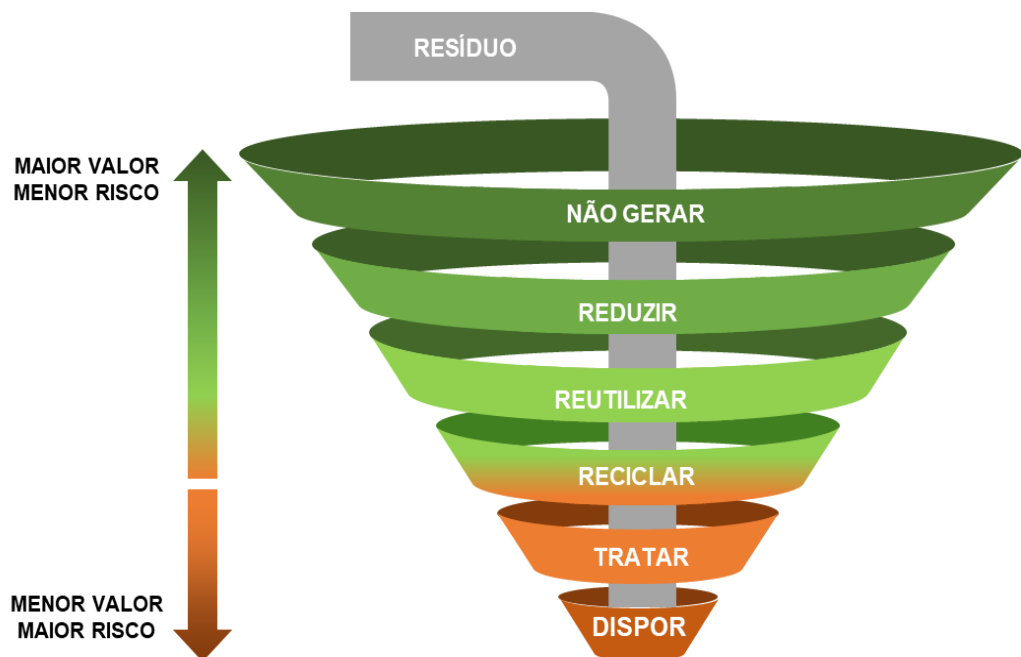 RESÍDUO
MAIOR VALOR
MENOR RISCO
NÃO GERAR
REDUZIR
REUTILIZAR
RECICLAR
TRATAR
MENOR VALOR
MAIOR RISCO
DISPOR